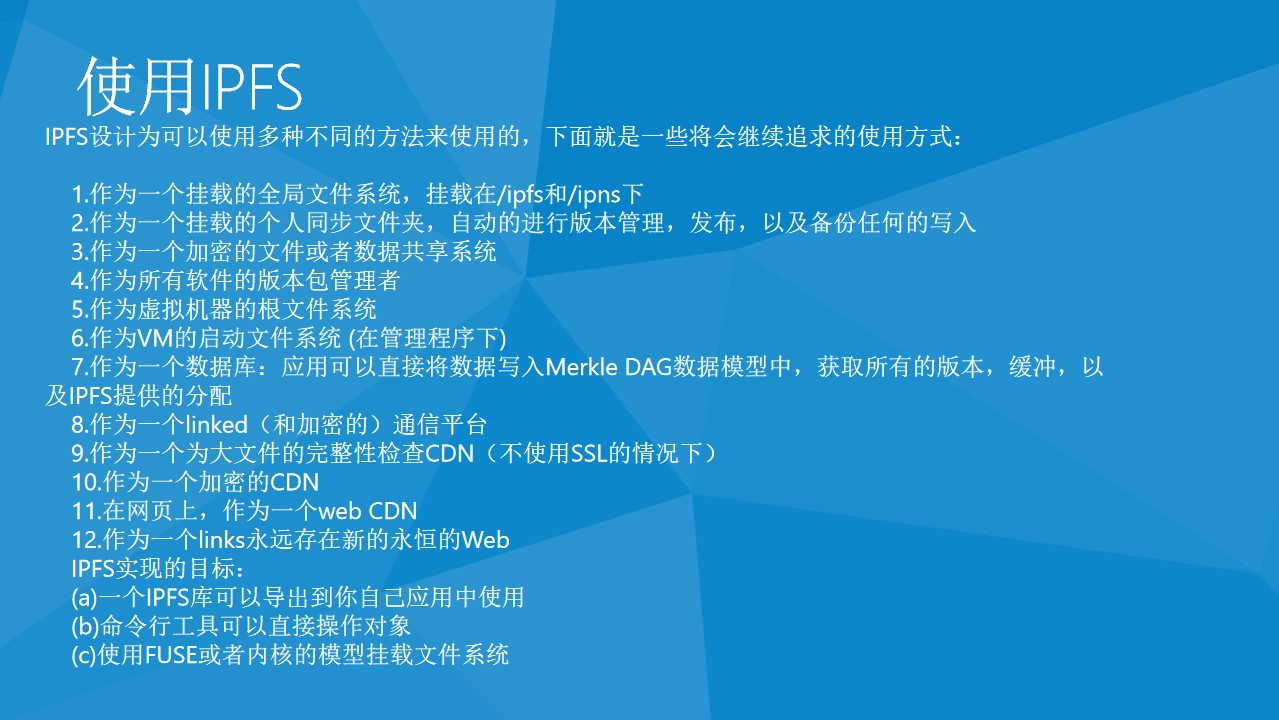 使用IPFS
IPFS设计为可以使用多种不同的方法来使用的，下面就是一些将会继续追求的使用方式：
1.作为一个挂载的全局文件系统，挂载在/ipfs和/ipns下
2.作为一个挂载的个人同步文件夹，自动的进行版本管理，发布，以及备份任何的写入
3.作为一个加密的文件或者数据共享系统
4.作为所有软件的版本包管理者
5.作为虚拟机器的根文件系统
6.作为VM的启动文件系统 (在管理程序下)
7.作为一个数据库：应用可以直接将数据写入Merkle DAG数据模型中，获取所有的版本，缓冲，以
及IPFS提供的分配
8.作为一个linked（和加密的）通信平台
9.作为一个为大文件的完整性检查CDN（不使用SSL的情况下）
10.作为一个加密的CDN
11.在网页上，作为一个web CDN
12.作为一个links永远存在新的永恒的Web
IPFS实现的目标：
(a)一个IPFS库可以导出到你自己应用中使用
(b)命令行工具可以直接操作对象
(c)使用FUSE或者内核的模型挂载文件系统